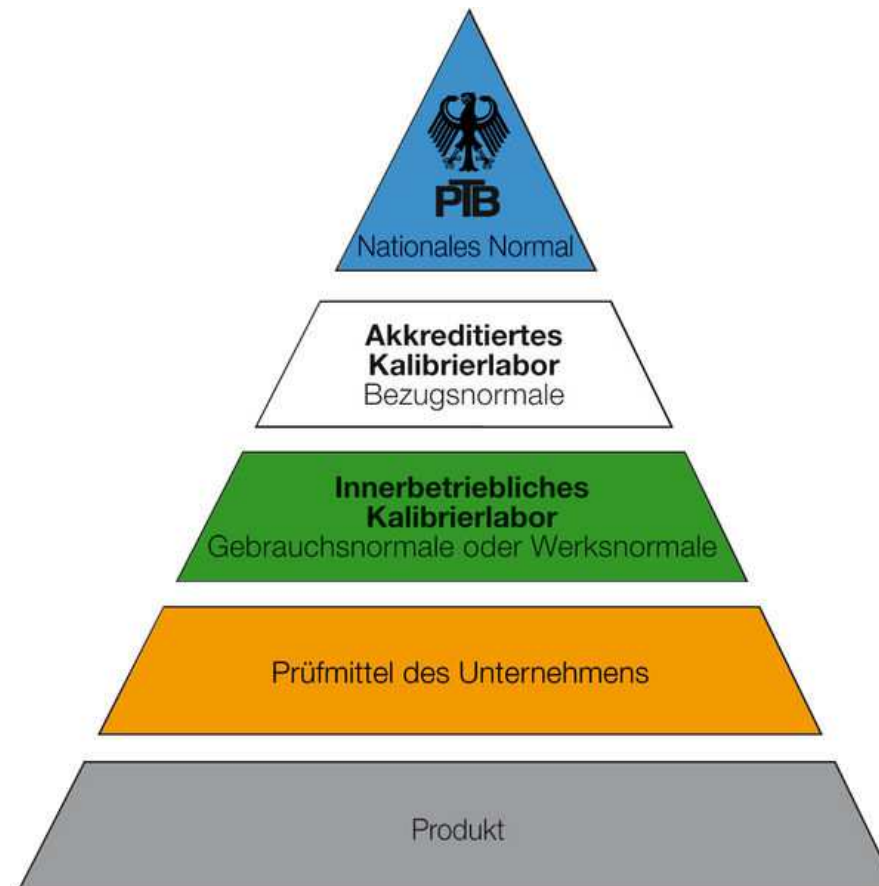 PTB
Nationales Normal
Akkreditiertes
Kalibrierlabor
Bezugsnormale
Innerbetriebliches
Kalibrierlabor
Gebrauchsnormale oder Werksnormale
Prüfmittel des Unternehmens
Produkt